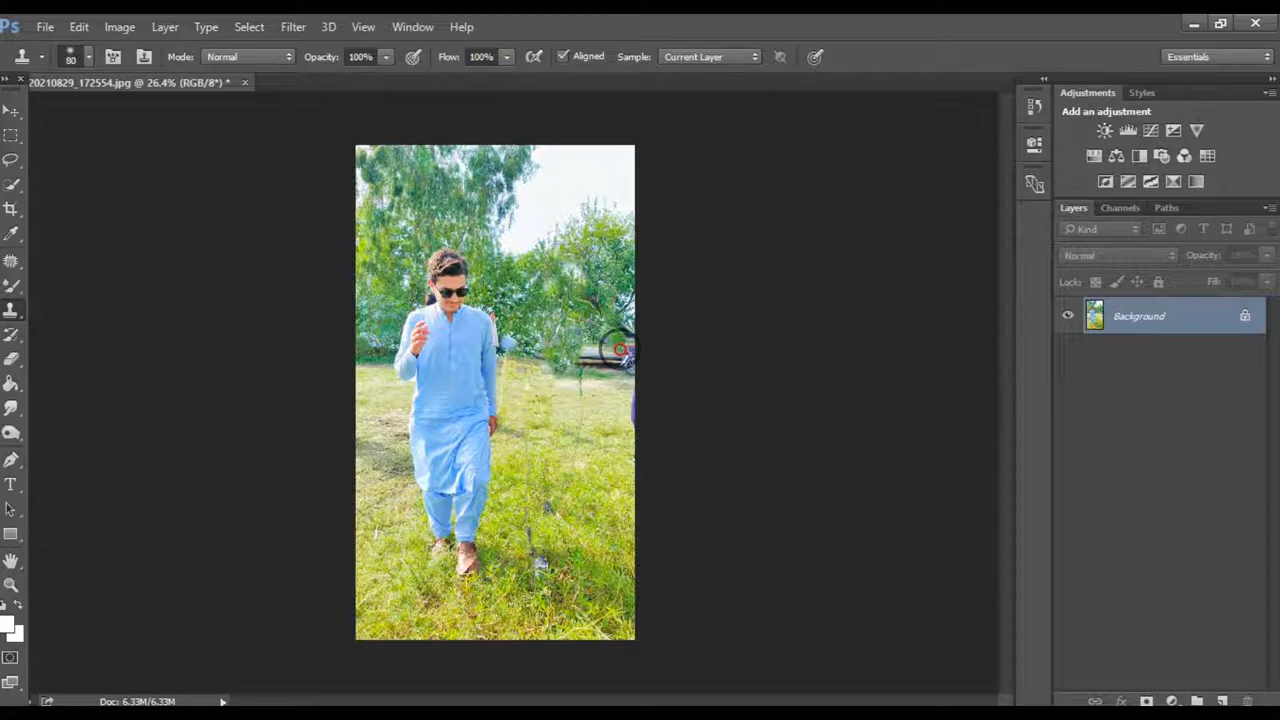 Ps File Edit Image Layer Type Select Filter 3D View Window Help
80 Mode: Normal Opacity: 100% Flow: 100% Aligned Sample: Current Layer Essentials
20210829_172554.jpg @ 26.4% (RGB/8*) * ×
Adjustments Styles
Add an adjustment
Layers Channels Paths
Kind
Normal Opacity:
Lock: Fill:
Background
T
Doc: 6.33M/6.33M